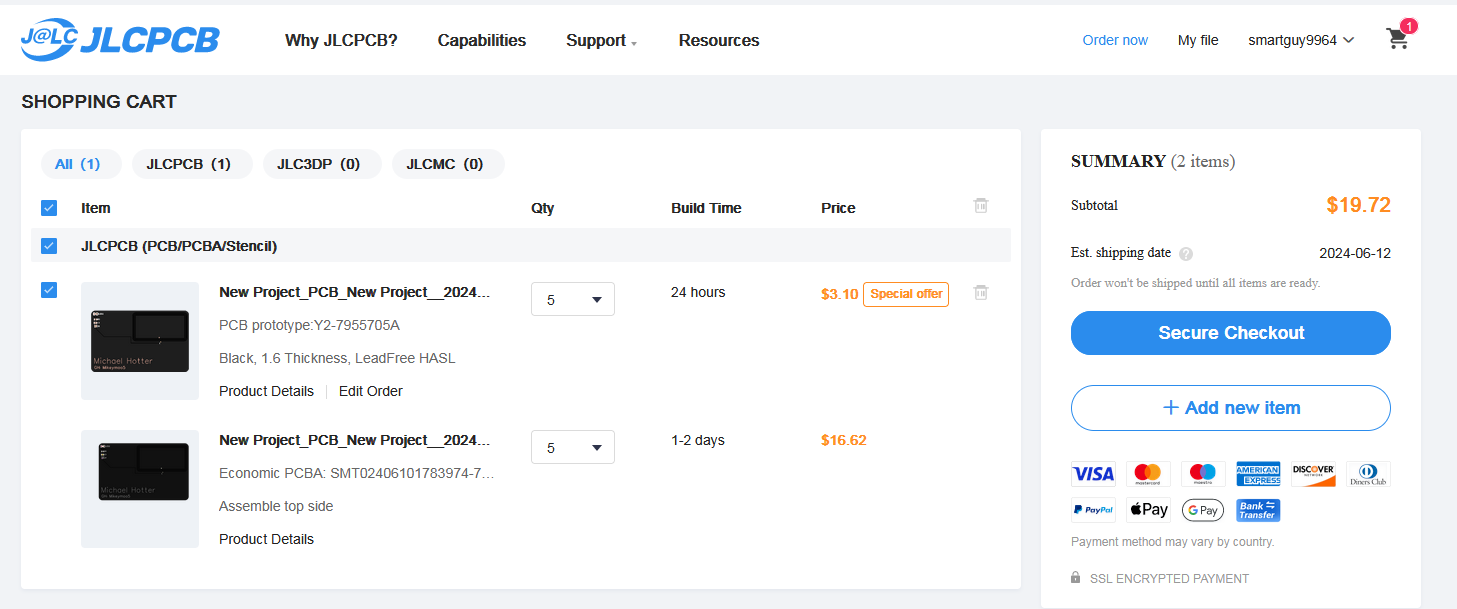 J@LC JLCPCB
Why JLCPCB? Capabilities Support Resources
Order now My file smartguy9964 1
SHOPPING CART
All (1) JLCPCB (1) JLC3DP (0) JLCMC (0)
Item Qty Build Time Price
JLCPCB (PCB/PCBA/Stencil)
New Project_PCB_New Project__2024... 5 24 hours $3.10 Special offer
PCB prototype:Y2-7955705A
Black, 1.6 Thickness, LeadFree HASL
Product Details Edit Order
Michael Hotter
New Project_PCB_New Project__2024... 5 1-2 days $16.62
Economic PCBA: SMT02406101783974-7...
Assemble top side
Product Details
Michael Hotter
SUMMARY (2 items)
Subtotal $19.72
Est. shipping date ? 2024-06-12
Order won't be shipped until all items are ready.
Secure Checkout
+ Add new item
VISA mastercard maestro AMERICAN EXPRESS DISCOVER NETWORK Diners Club
PayPal Pay G Pay Bank Transfer
Payment method may vary by country.
SSL ENCRYPTED PAYMENT